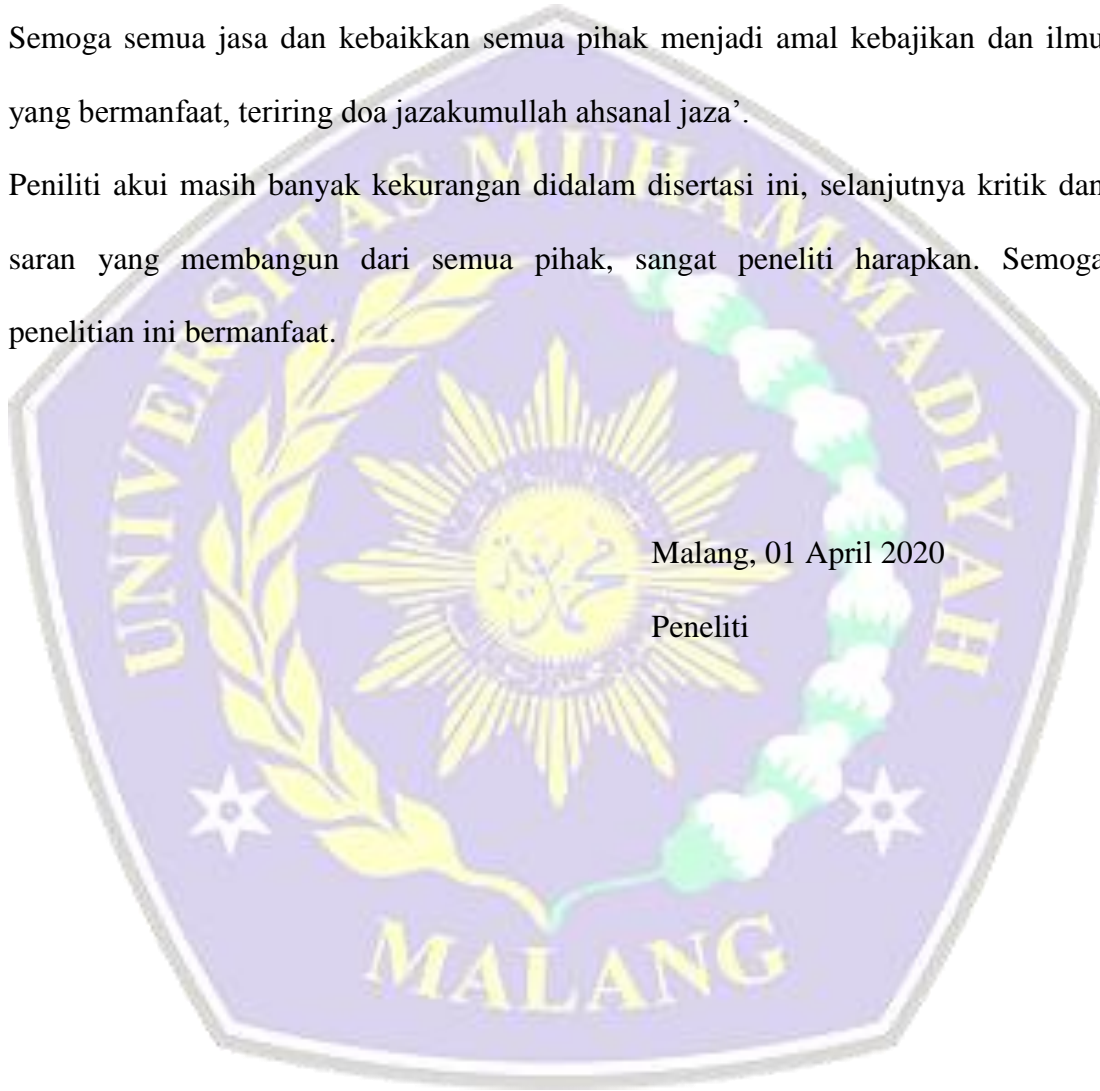 Semoga semua jasa dan kebaikkan semua pihak menjadi amal kebajikan dan ilmu
yang bermanfaat, teriring doa jazakumullah ahsanal jaza’.
Peniliti akui masih banyak kekurangan didalam disertasi ini, selanjutnya kritik dan
saran yang membangun dari semua pihak, sangat peneliti harapkan. Semoga
penelitian ini bermanfaat.
UNIVERSITAS MUHAMMADIYAH
Malang, 01 April 2020
Peneliti
MALANG